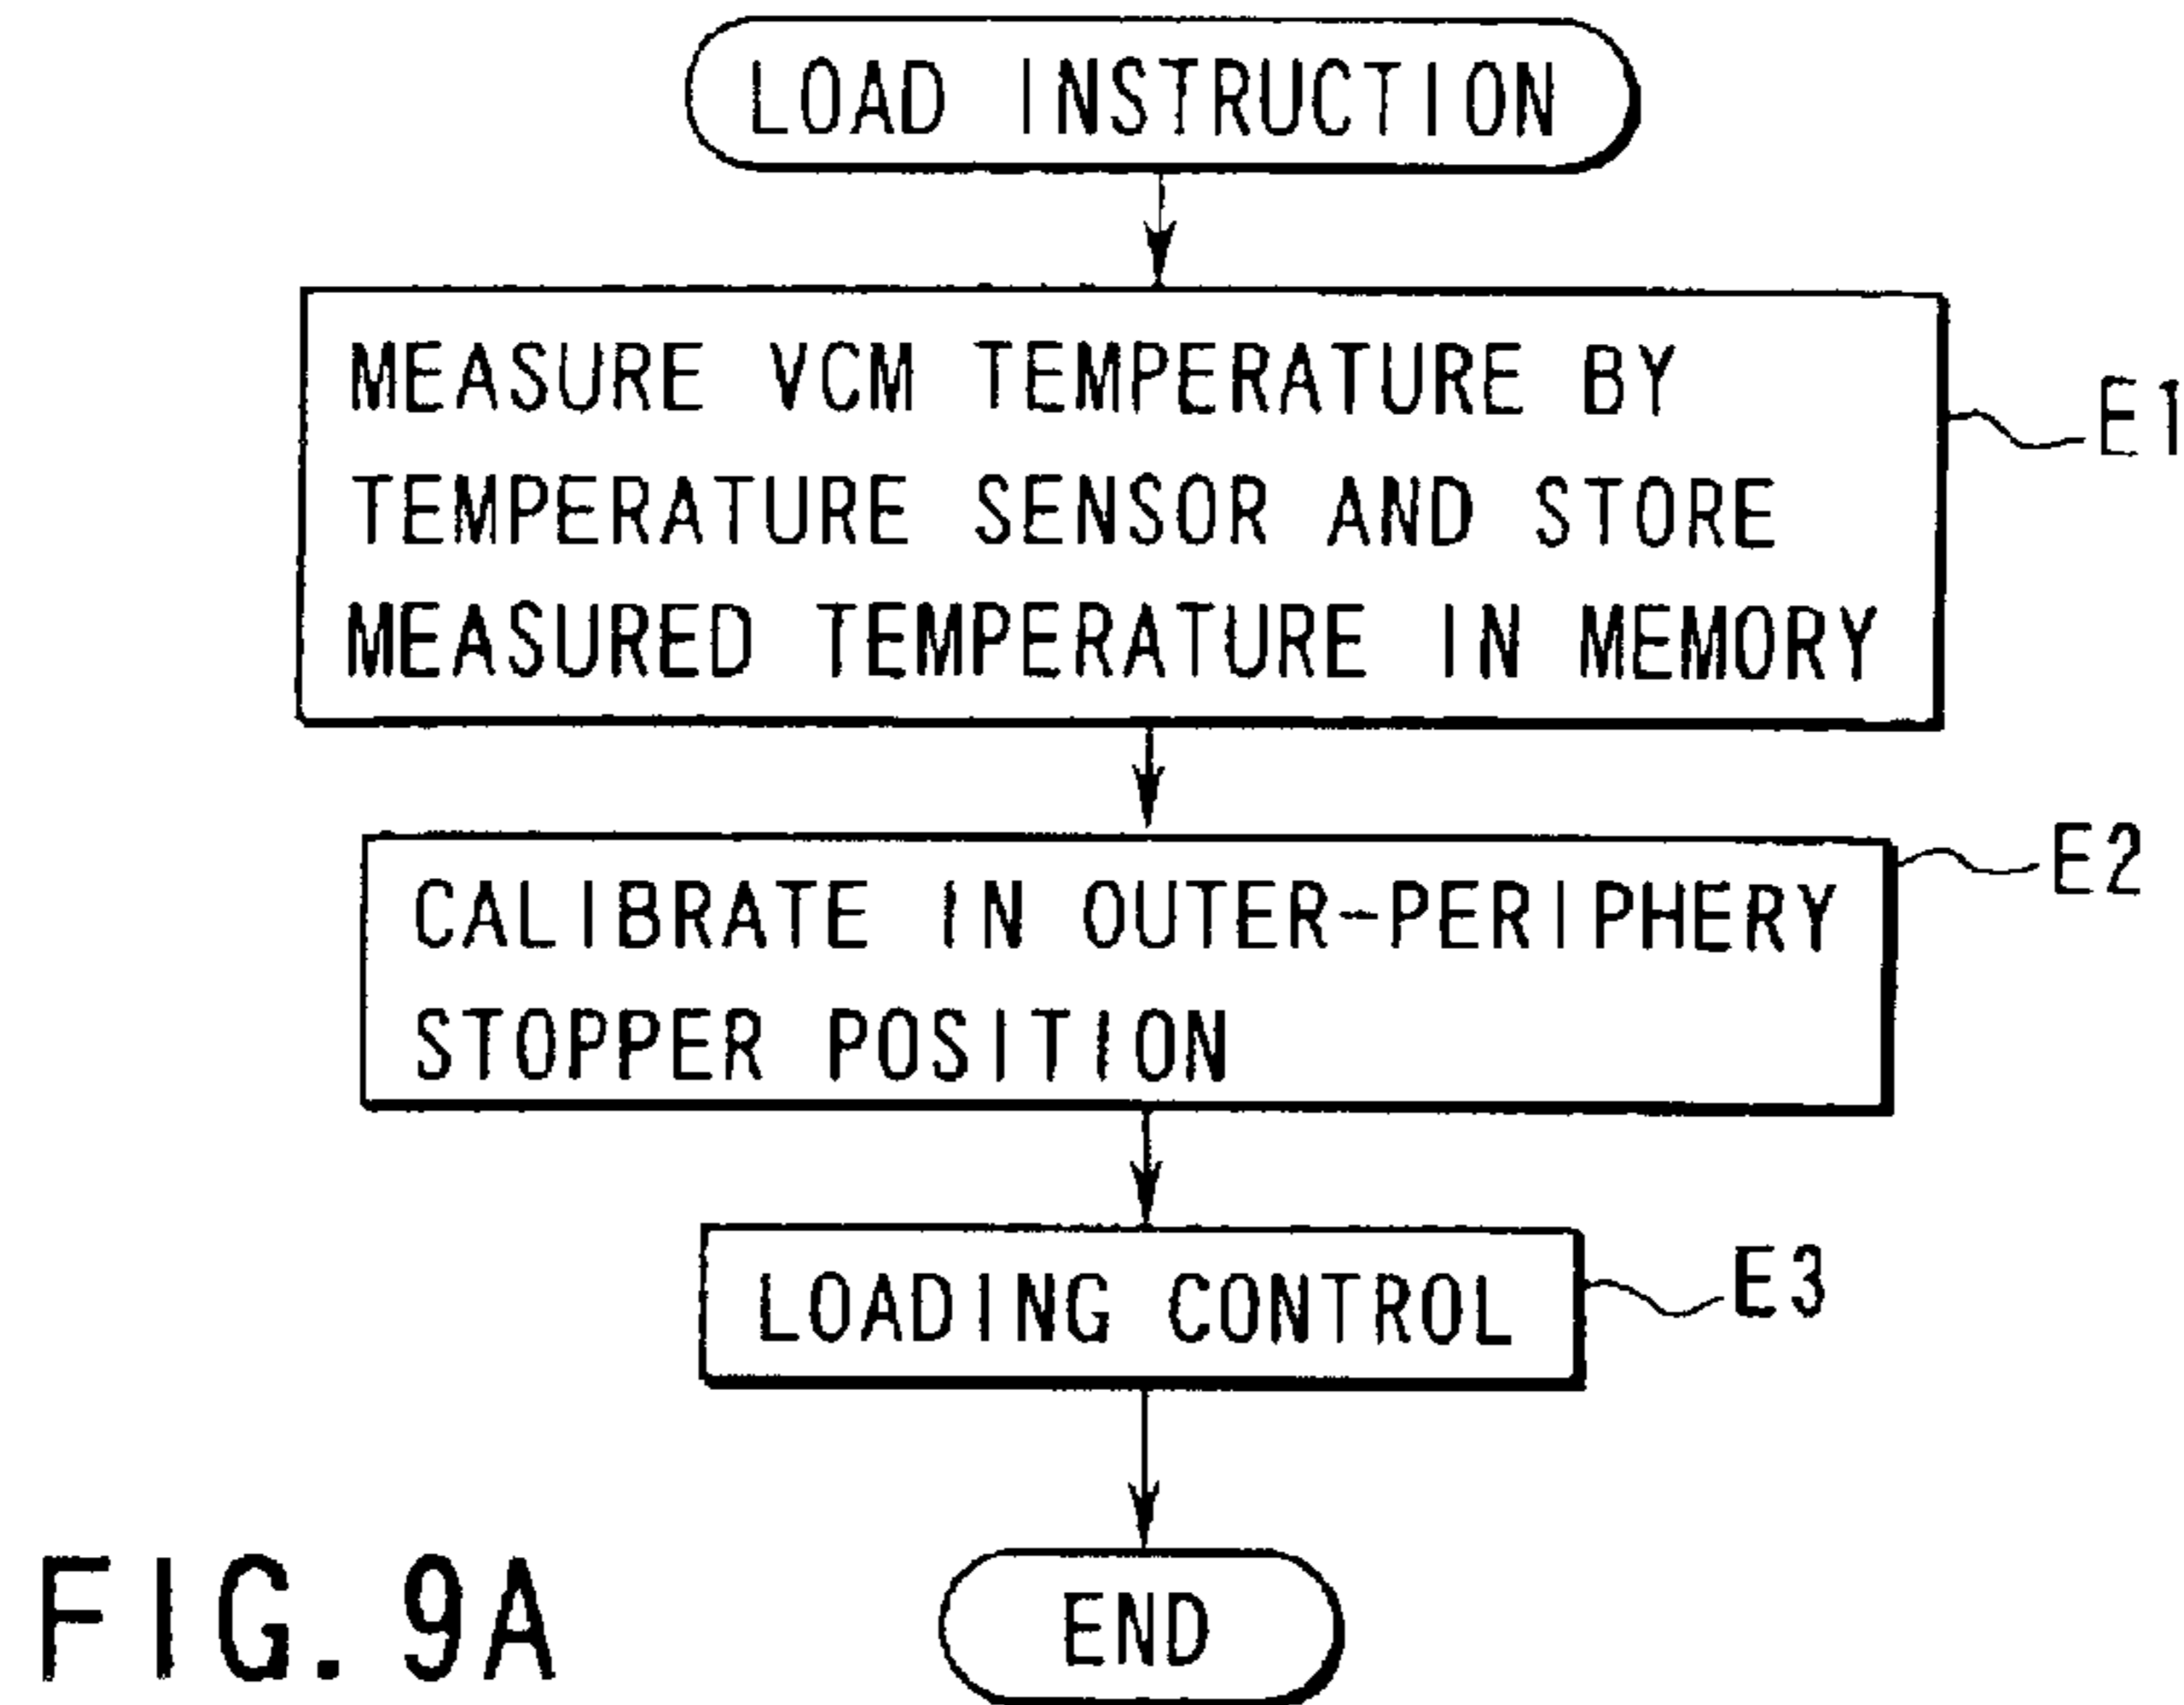 LOAD INSTRUCTION
MEASURE VCM TEMPERATURE BY
TEMPERATURE SENSOR AND STORE
MEASURED TEMPERATURE IN MEMORY
E1
CALIBRATE IN OUTER-PERIPHERY
STOPPER POSITION
E2
LOADING CONTROL
E3
END
FIG. 9A